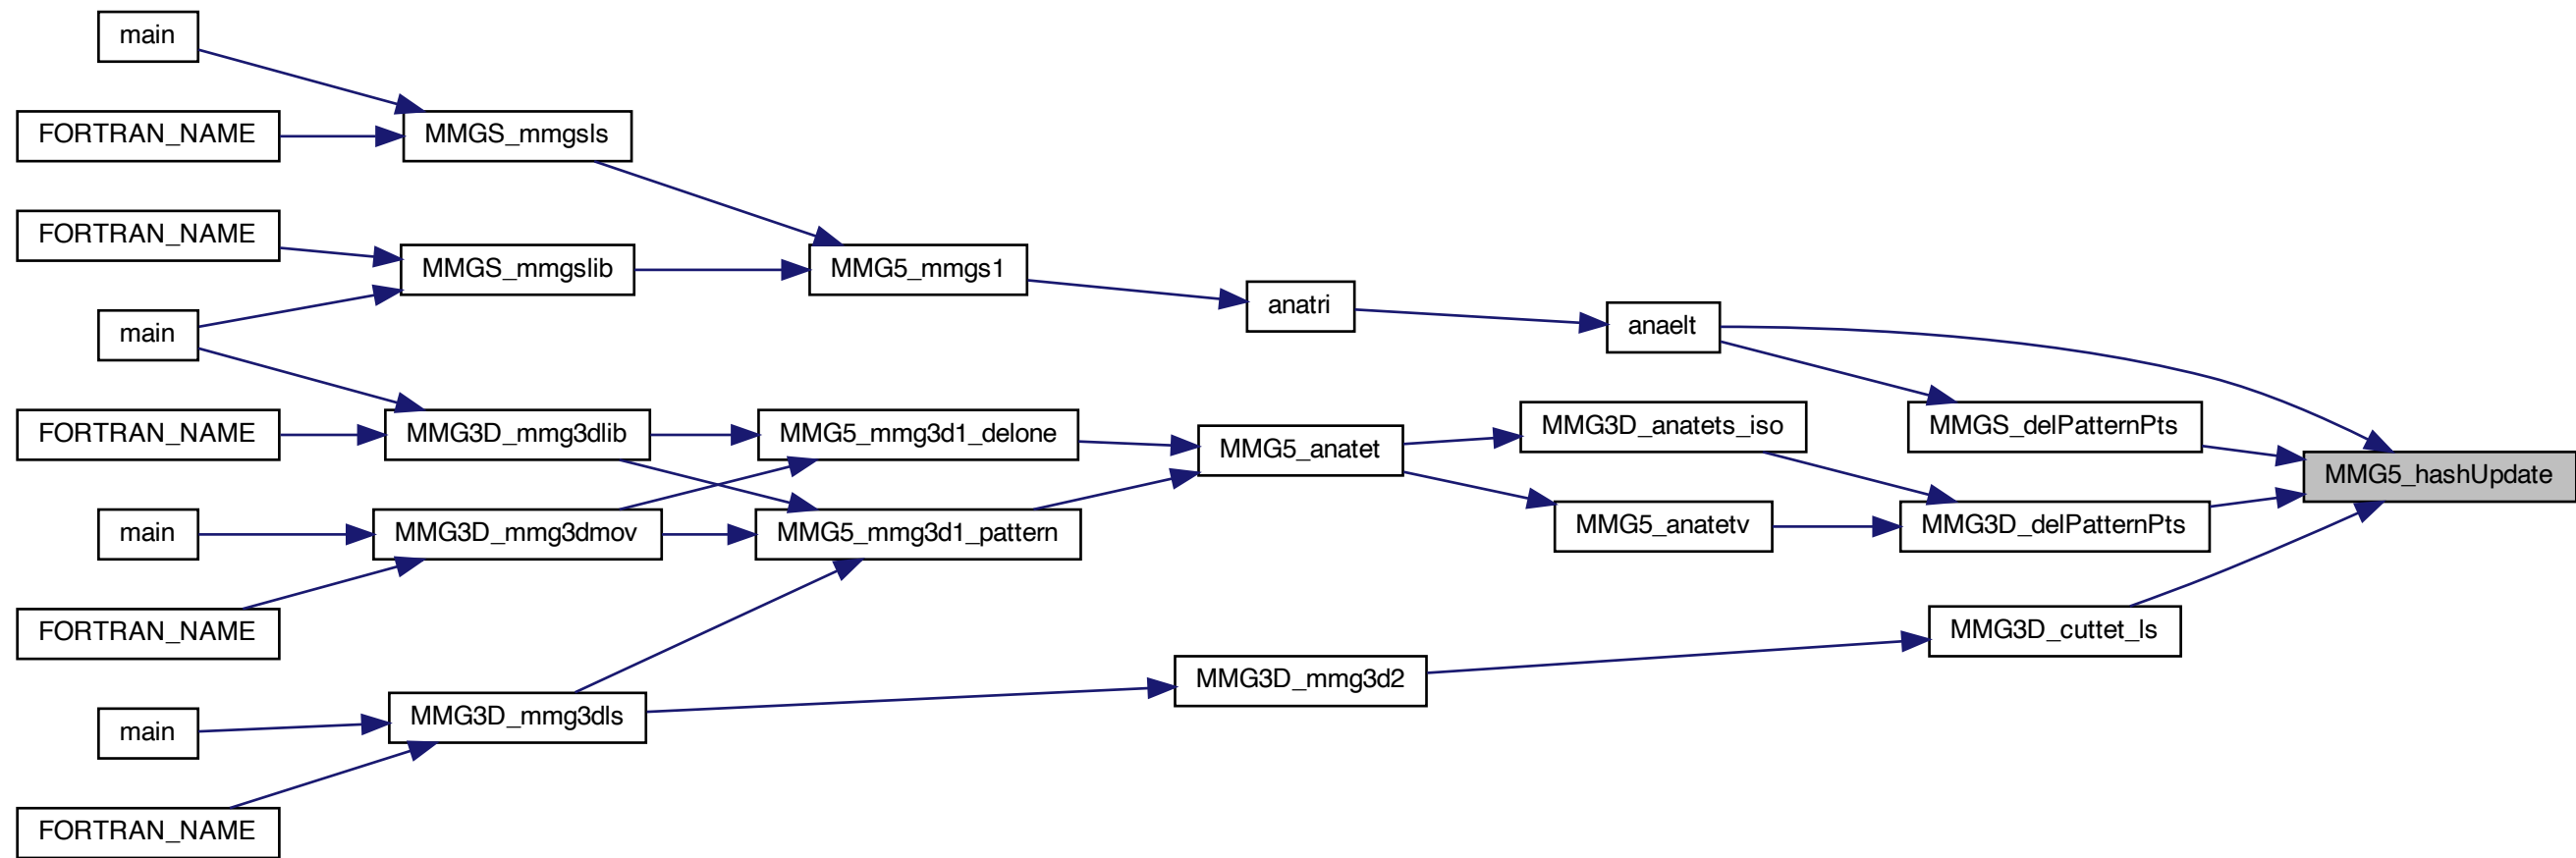 main
FORTRAN_NAME
MMGS_mmgsls
FORTRAN_NAME
MMGS_mmgslib
MMG5_mmgs1
anatri
anaelt
main
FORTRAN_NAME
MMG3D_mmg3dlib
MMG5_mmg3d1_delone
MMG5_anatet
MMG3D_anatets_iso
MMGS_delPatternPts
MMG5_hashUpdate
main
MMG3D_mmg3dmov
MMG5_mmg3d1_pattern
MMG5_anatetv
MMG3D_delPatternPts
FORTRAN_NAME
MMG3D_cuttet_ls
MMG3D_mmg3d2
main
MMG3D_mmg3dls
FORTRAN_NAME